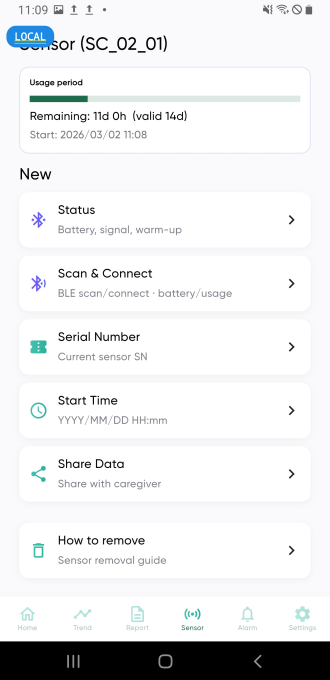 11:09
LOCAL
Sensor (SC_02_01)
Usage period
Remaining: 11d 0h (valid 14d)
Start: 2026/03/02 11:08
New
Status
Battery, signal, warm-up
Scan & Connect
BLE scan/connect · battery/usage
Serial Number
Current sensor SN
Start Time
YYYY/MM/DD HH:mm
Share Data
Share with caregiver
How to remove
Sensor removal guide
Home Trend Report Sensor Alarm Settings